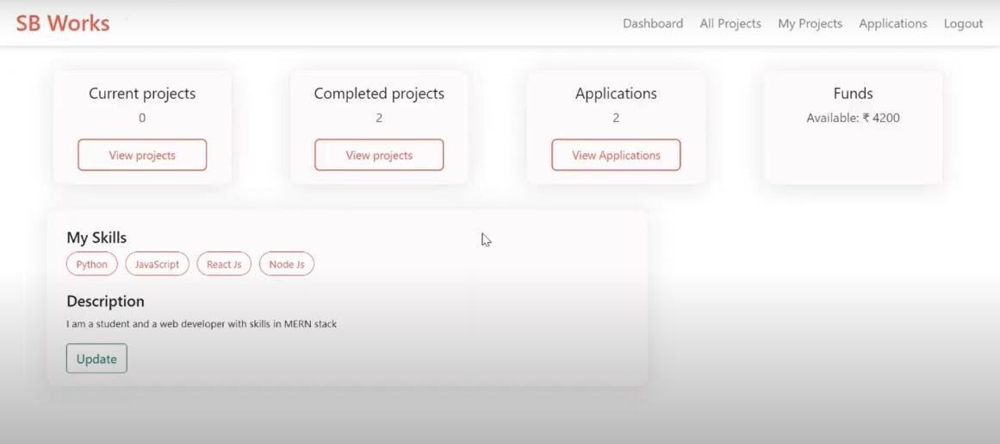 SB Works
Dashboard All Projects My Projects Applications Logout
Current projects
0
View projects
Completed projects
2
View projects
Applications
2
View Applications
Funds
Available: ₹ 4200
My Skills
Python JavaScript React Js Node Js
Description
I am a student and a web developer with skills in MERN stack
Update